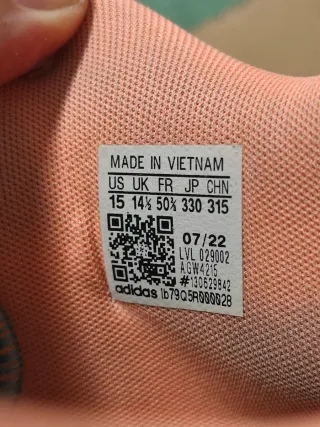 MADE IN VIETNAM
US UK FR JP CHN
15 14½ 50⅔ 330 315
07/22
LVL 029002
AGW4215
#130629842
adidas lb79Q5R000028